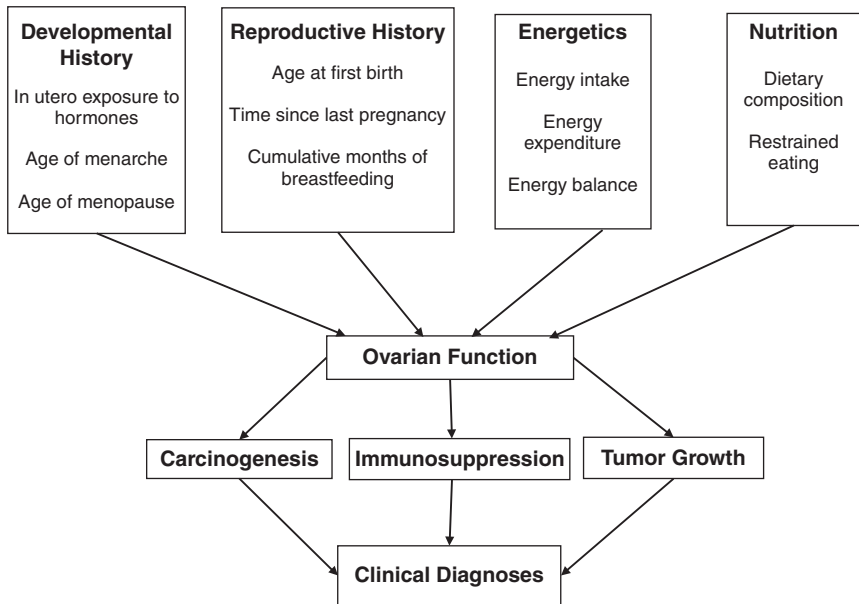 Developmental
History
In utero exposure to
hormones
Age of menarche
Age of menopause
Reproductive History
Age at first birth
Time since last pregnancy
Cumulative months of
breastfeeding
Energetics
Energy intake
Energy
expenditure
Energy balance
Nutrition
Dietary
composition
Restrained
eating
Ovarian Function
Carcinogenesis
Immunosuppression
Tumor Growth
Clinical Diagnoses